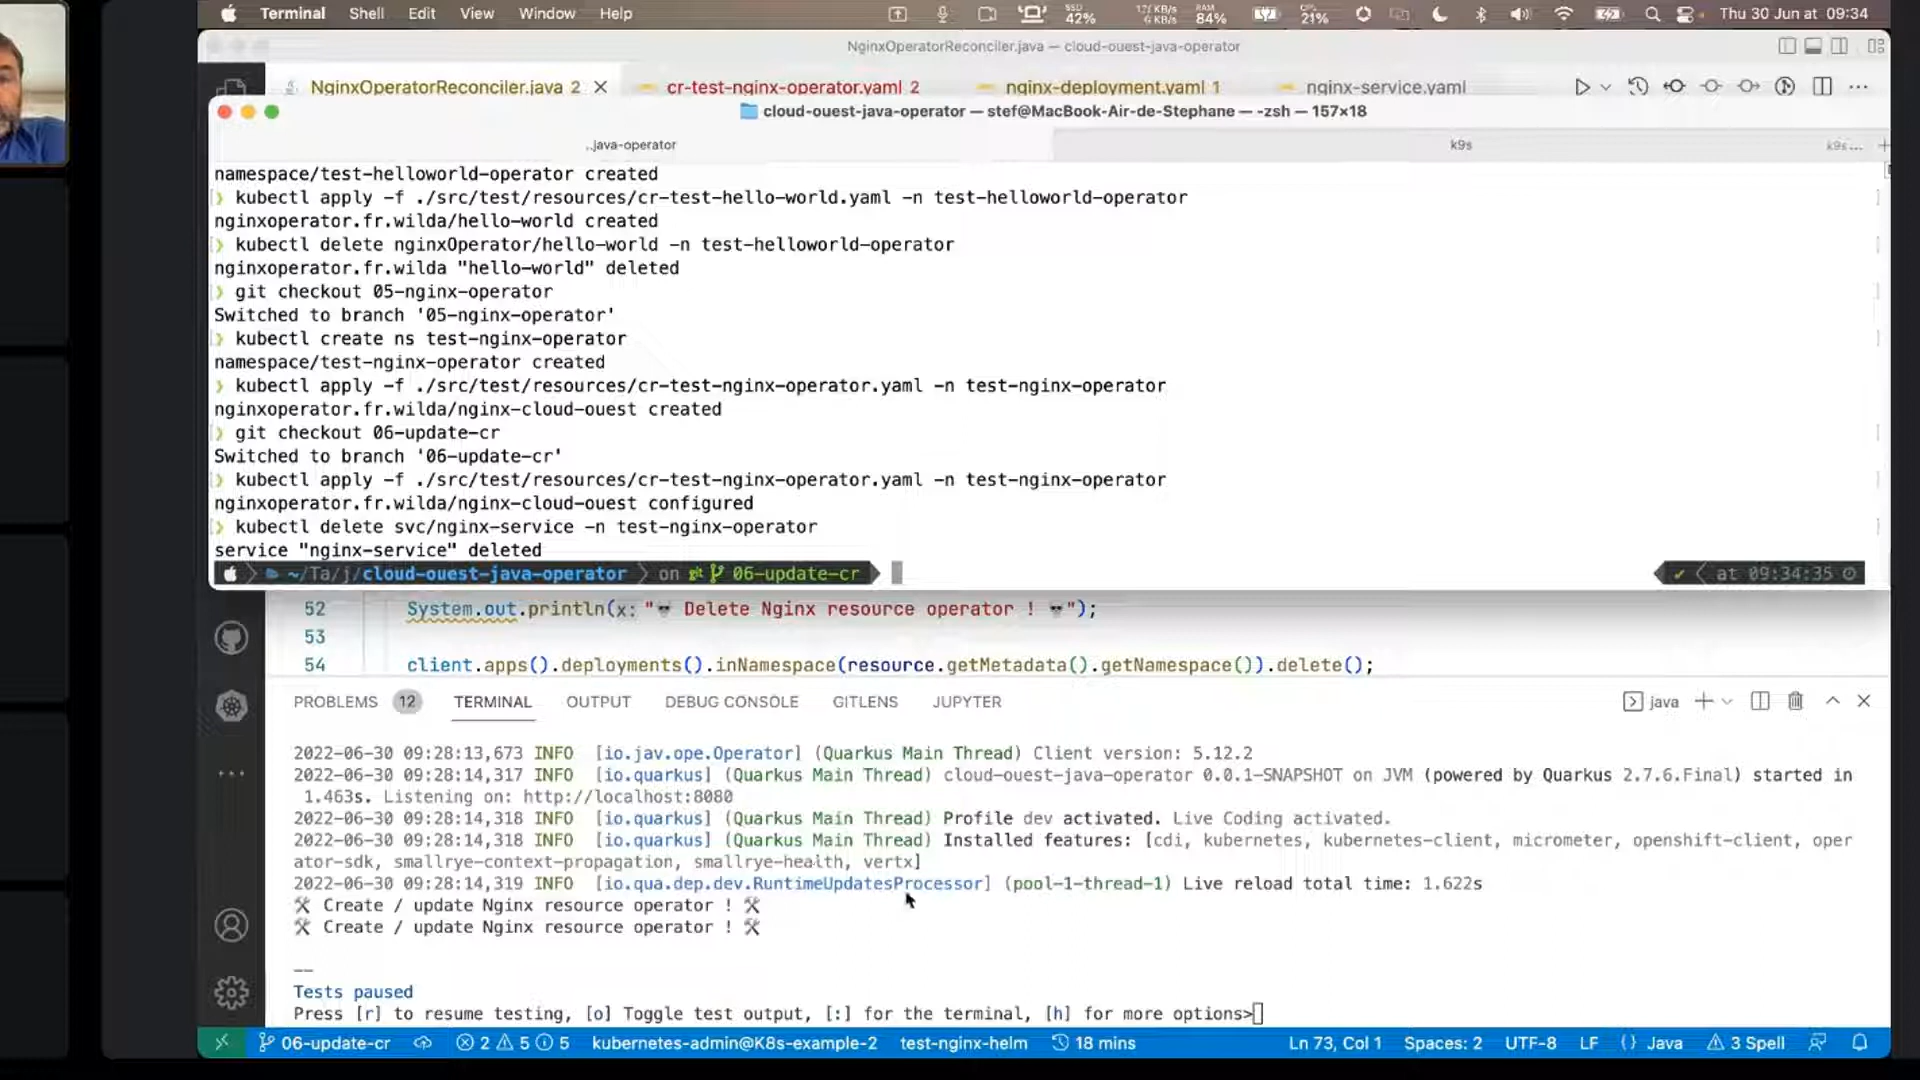 Terminal Shell Edit View Window Help SSD 42% RAM 84% CPU 21% Thu 30 Jun at 09:34
NginxOperatorReconciler.java — cloud-ouest-java-operator
NginxOperatorReconciler.java 2 cr-test-nginx-operator.yaml 2 nginx-deployment.yaml 1 nginx-service.yaml
cloud-ouest-java-operator — stef@MacBook-Air-de-Stephane — -zsh — 157×18
..java-operator k9s k9s...
namespace/test-helloworld-operator created
❯ kubectl apply -f ./src/test/resources/cr-test-hello-world.yaml -n test-helloworld-operator
nginxoperator.fr.wilda/hello-world created
❯ kubectl delete nginxOperator/hello-world -n test-helloworld-operator
nginxoperator.fr.wilda "hello-world" deleted
❯ git checkout 05-nginx-operator
Switched to branch '05-nginx-operator'
❯ kubectl create ns test-nginx-operator
namespace/test-nginx-operator created
❯ kubectl apply -f ./src/test/resources/cr-test-nginx-operator.yaml -n test-nginx-operator
nginxoperator.fr.wilda/nginx-cloud-ouest created
❯ git checkout 06-update-cr
Switched to branch '06-update-cr'
❯ kubectl apply -f ./src/test/resources/cr-test-nginx-operator.yaml -n test-nginx-operator
nginxoperator.fr.wilda/nginx-cloud-ouest configured
❯ kubectl delete svc/nginx-service -n test-nginx-operator
service "nginx-service" deleted
~/Ta/j/cloud-ouest-java-operator on 06-update-cr ✔ at 09:34:35
52 System.out.println(x: "💀 Delete Nginx resource operator ! 💀");
53
54 client.apps().deployments().inNamespace(resource.getMetadata().getNamespace()).delete();
PROBLEMS 12 TERMINAL OUTPUT DEBUG CONSOLE GITLENS JUPYTER java
2022-06-30 09:28:13,673 INFO [io.jav.ope.Operator] (Quarkus Main Thread) Client version: 5.12.2
2022-06-30 09:28:14,317 INFO [io.quarkus] (Quarkus Main Thread) cloud-ouest-java-operator 0.0.1-SNAPSHOT on JVM (powered by Quarkus 2.7.6.Final) started in
1.463s. Listening on: http://localhost:8080
2022-06-30 09:28:14,318 INFO [io.quarkus] (Quarkus Main Thread) Profile dev activated. Live Coding activated.
2022-06-30 09:28:14,318 INFO [io.quarkus] (Quarkus Main Thread) Installed features: [cdi, kubernetes, kubernetes-client, micrometer, openshift-client, oper
ator-sdk, smallrye-context-propagation, smallrye-health, vertx]
2022-06-30 09:28:14,319 INFO [io.qua.dep.dev.RuntimeUpdatesProcessor] (pool-1-thread-1) Live reload total time: 1.622s
🛠 Create / update Nginx resource operator ! 🛠
🛠 Create / update Nginx resource operator ! 🛠
--
Tests paused
Press [r] to resume testing, [o] Toggle test output, [:] for the terminal, [h] for more options>
06-update-cr 2 5 5 kubernetes-admin@K8s-example-2 test-nginx-helm 18 mins Ln 73, Col 1 Spaces: 2 UTF-8 LF {} Java 3 Spell